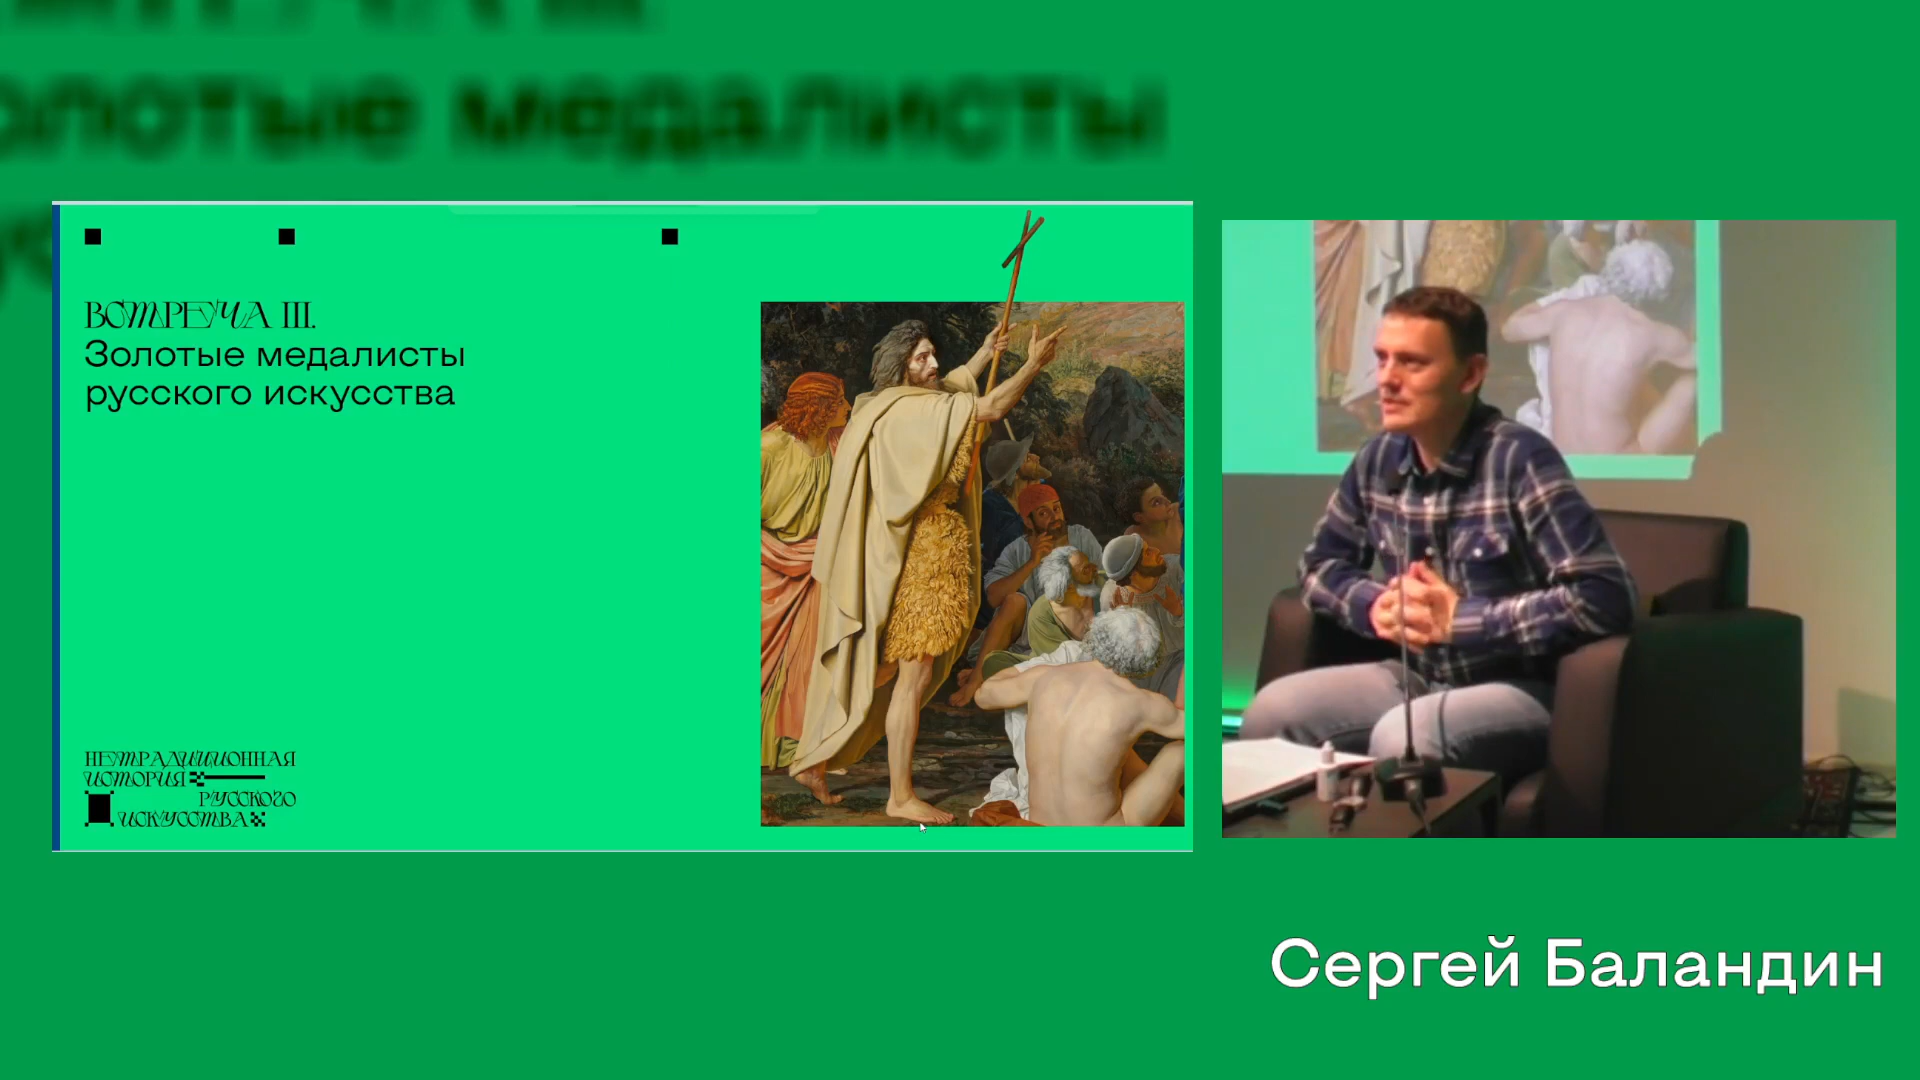 золотые медалисты
ВСТРЕЧА III.
Золотые медалисты
русского искусства
НЕТРАДИЦИОННАЯ
ИСТОРИЯ
РУССКОГО
ИСКУССТВА
Сергей Баландин